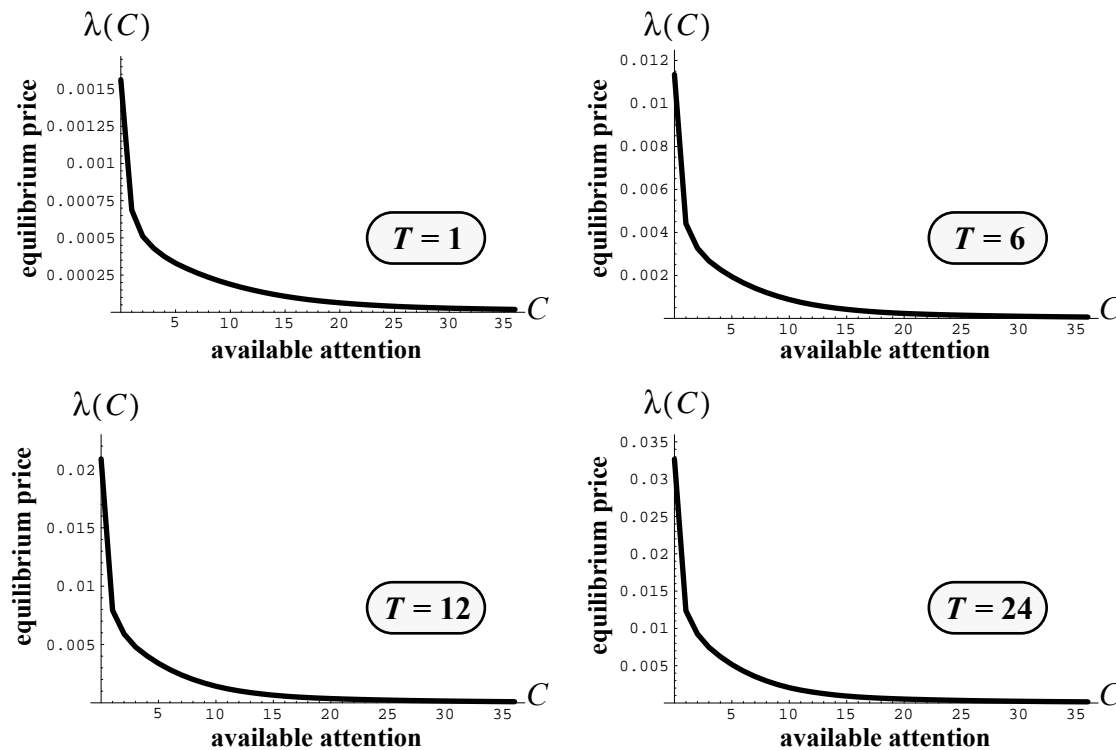 λ(C)
equilibrium price
0.0015
0.00125
0.001
0.00075
0.0005
0.00025
T = 1
5 10 15 20 25 30 35 C
available attention
λ(C)
equilibrium price
0.012
0.01
0.008
0.006
0.004
0.002
T = 6
5 10 15 20 25 30 35 C
available attention
λ(C)
equilibrium price
0.02
0.015
0.01
0.005
T = 12
5 10 15 20 25 30 35 C
available attention
λ(C)
equilibrium price
0.035
0.03
0.025
0.02
0.015
0.01
0.005
T = 24
5 10 15 20 25 30 35 C
available attention